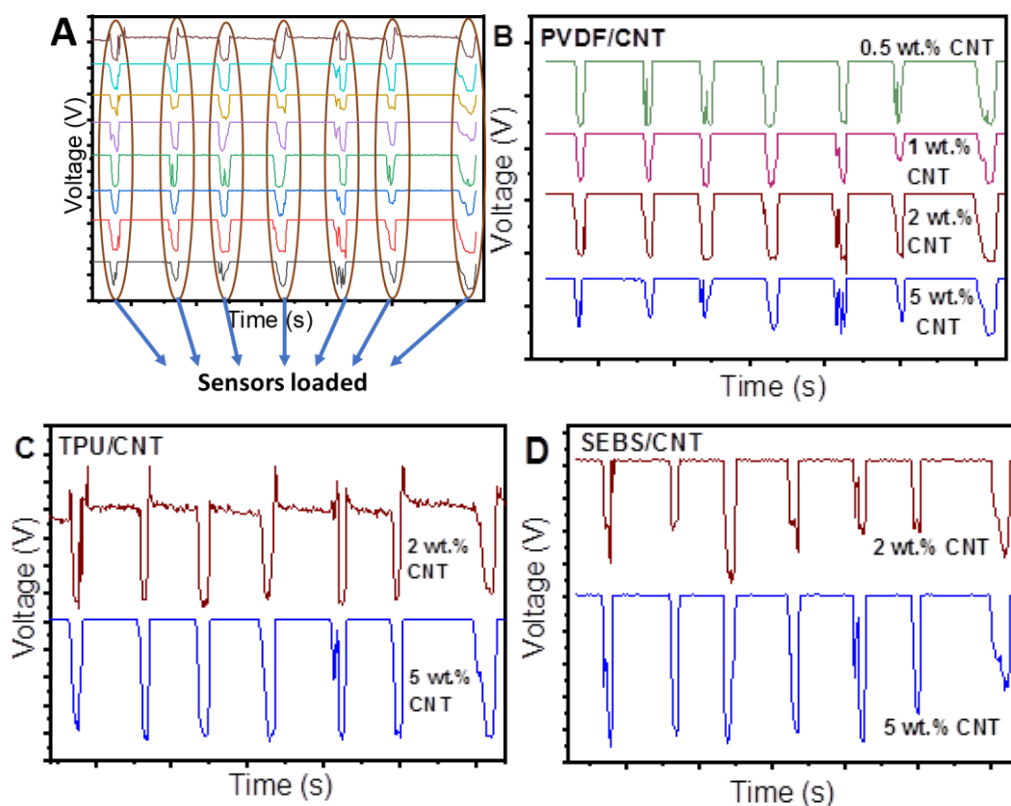 A
Voltage (V)
Time (s)
Sensors loaded
B
PVDF/CNT
0.5 wt.% CNT
1 wt.%
CNT
2 wt.%
CNT
5 wt.%
CNT
Voltage (V)
Time (s)
C
TPU/CNT
2 wt.%
CNT
5 wt.%
CNT
Voltage (V)
Time (s)
D
SEBS/CNT
2 wt.% CNT
5 wt.% CNT
Voltage (V)
Time (s)